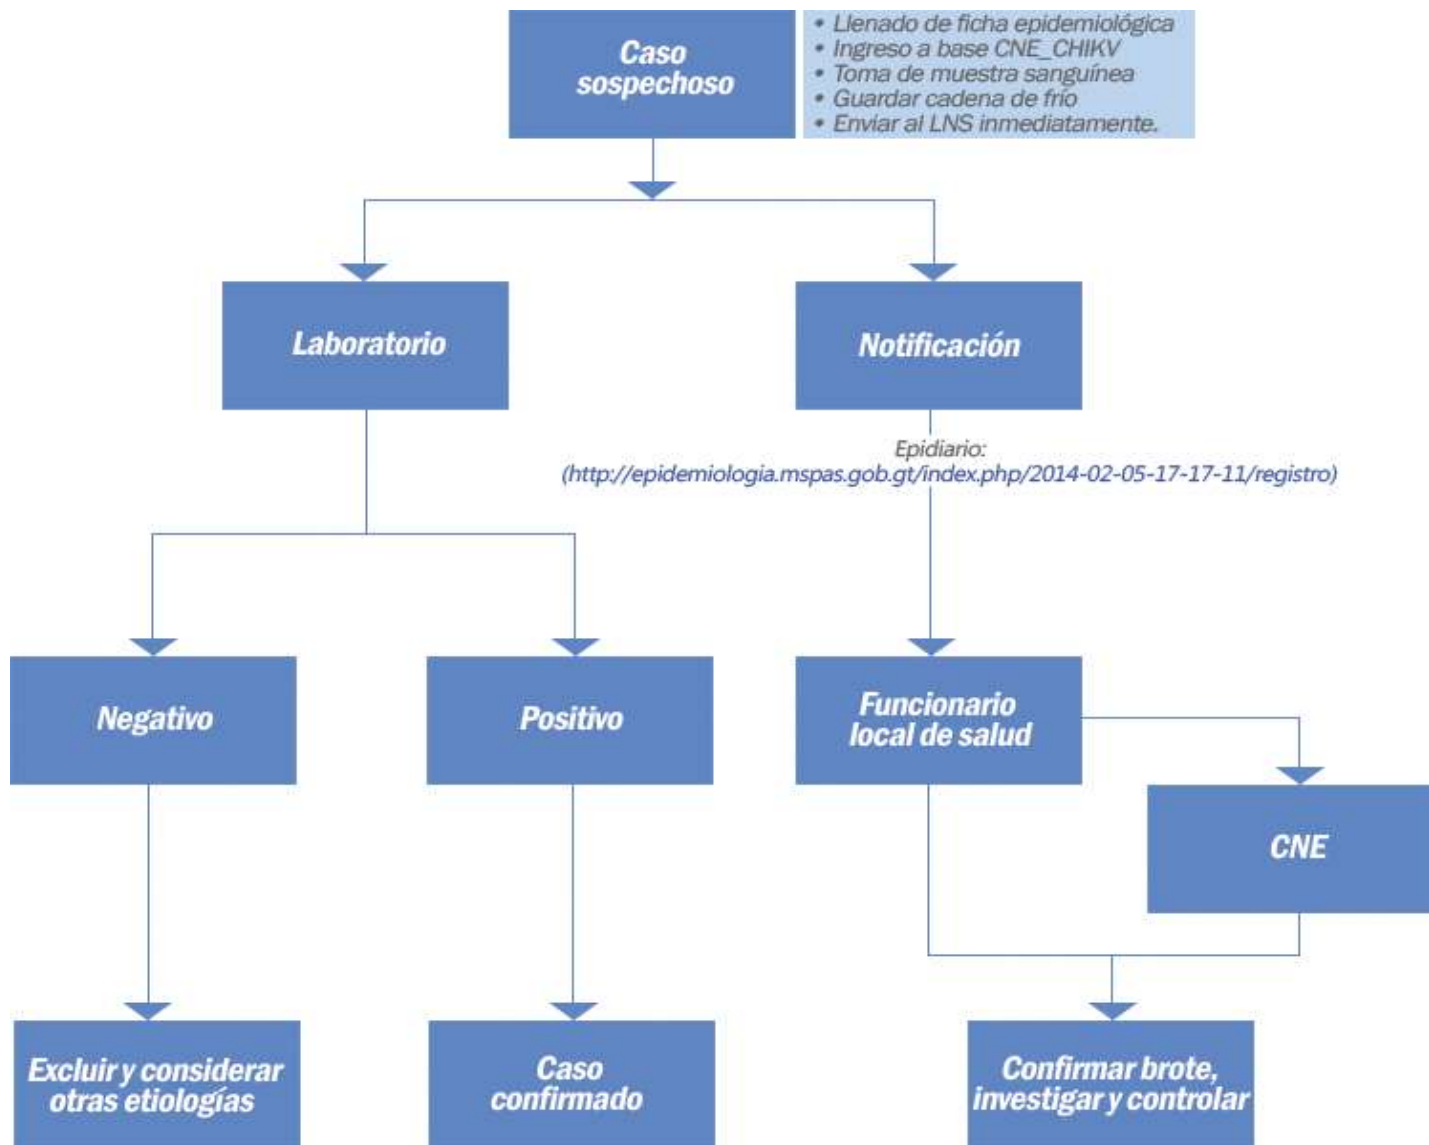 Caso
sospechoso
• Llenado de ficha epidemiológica
• Ingreso a base CNE_CHIKV
• Toma de muestra sanguínea
• Guardar cadena de frío
• Enviar al LNS inmediatamente.
Laboratorio
Notificación
Epidiario:
(http://epidemiologia.mspas.gob.gt/index.php/2014-02-05-17-17-11/registro)
Negativo
Positivo
Funcionario
local de salud
CNE
Excluir y considerar
otras etiologías
Caso
confirmado
Confirmar brote,
investigar y controlar